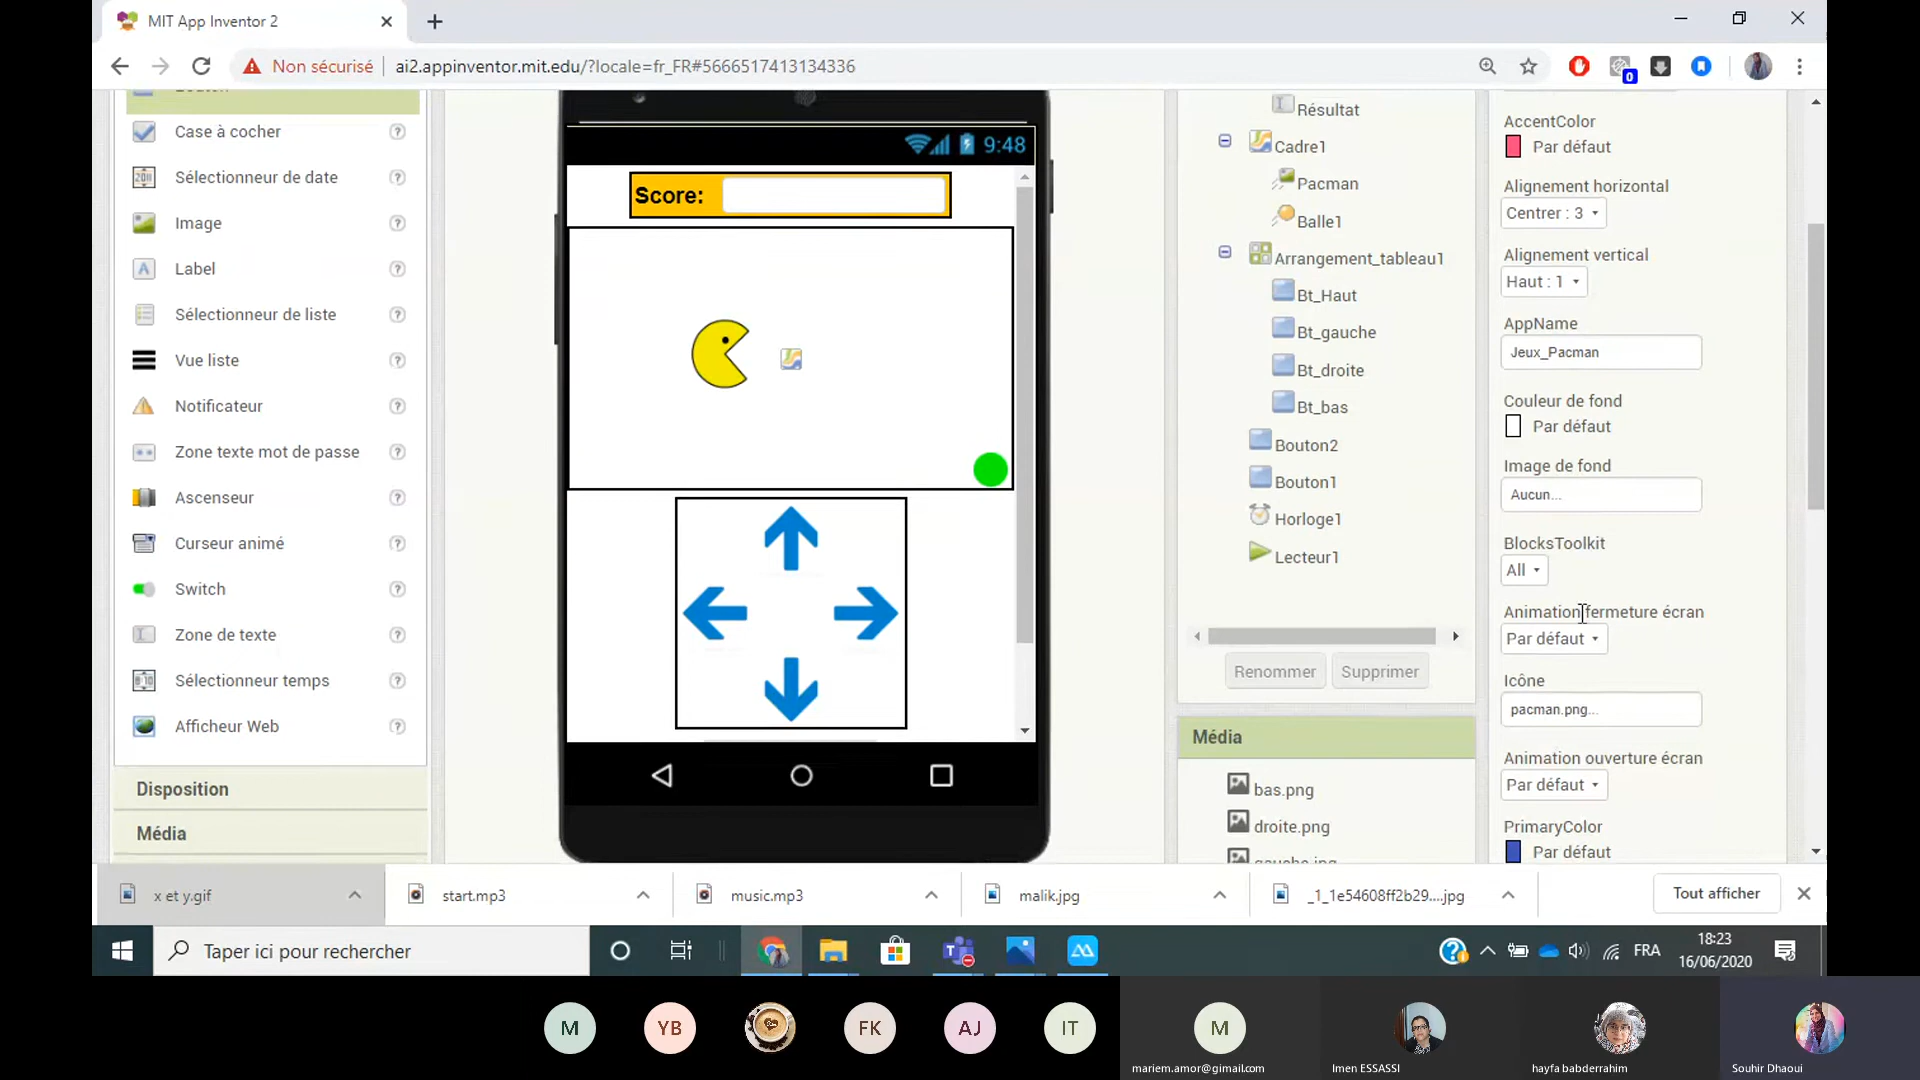 MIT App Inventor 2
Non sécurisé
ai2.appinventor.mit.edu/?locale=fr_FR#5666517413134336
0
Case à cocher
?
Sélectionneur de date
?
Image
?
Label
?
Sélectionneur de liste
?
Vue liste
?
Notificateur
?
Zone texte mot de passe
?
Ascenseur
?
Curseur animé
?
Switch
?
Zone de texte
?
Sélectionneur temps
?
Afficheur Web
?
Disposition
Média
9:48
Score:
Résultat
Cadre1
Pacman
Balle1
Arrangement_tableau1
Bt_Haut
Bt_gauche
Bt_droite
Bt_bas
Bouton2
Bouton1
Horloge1
Lecteur1
Renommer
Supprimer
Média
bas.png
droite.png
gauche.jpg
AccentColor
Par défaut
Alignement horizontal
Centrer : 3
Alignement vertical
Haut : 1
AppName
Jeux_Pacman
Couleur de fond
Par défaut
Image de fond
Aucun...
BlocksToolkit
All
Animation fermeture écran
Par défaut
Icône
pacman.png...
Animation ouverture écran
Par défaut
PrimaryColor
Par défaut
x et y.gif
start.mp3
music.mp3
malik.jpg
_1_1e54608ff2b29....jpg
Tout afficher
Taper ici pour rechercher
FRA
18:23
16/06/2020
M
YB
FK
AJ
IT
M
mariem.amor@gimail.com
Imen ESSASSI
hayfa babderrahim
Souhir Dhaoui